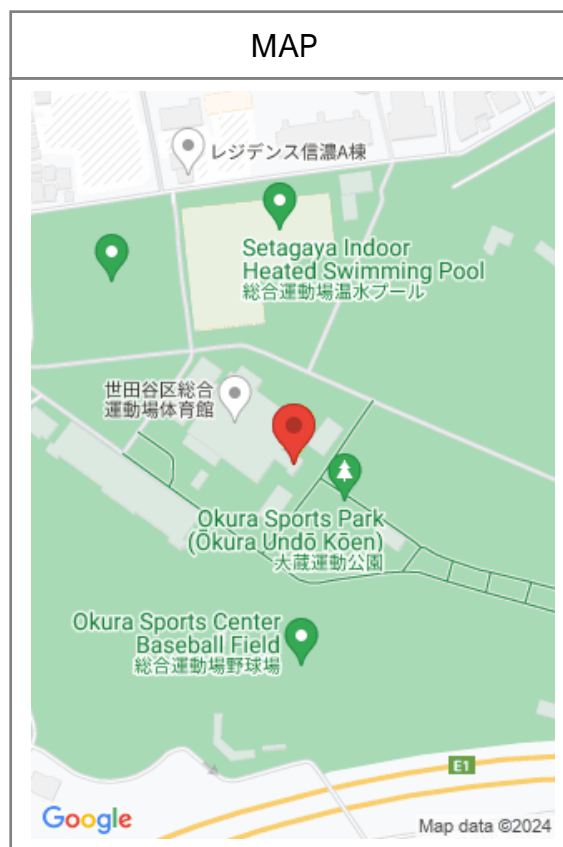 MAP
レジデンス信濃A棟
Setagaya Indoor
Heated Swimming Pool
総合運動場温水プール
世田谷区総合
運動場体育館
Okura Sports Park
(Ōkura Undō Kōen)
大蔵運動公園
Okura Sports Center
Baseball Field
総合運動場野球場
E1
Google
Map data ©2024